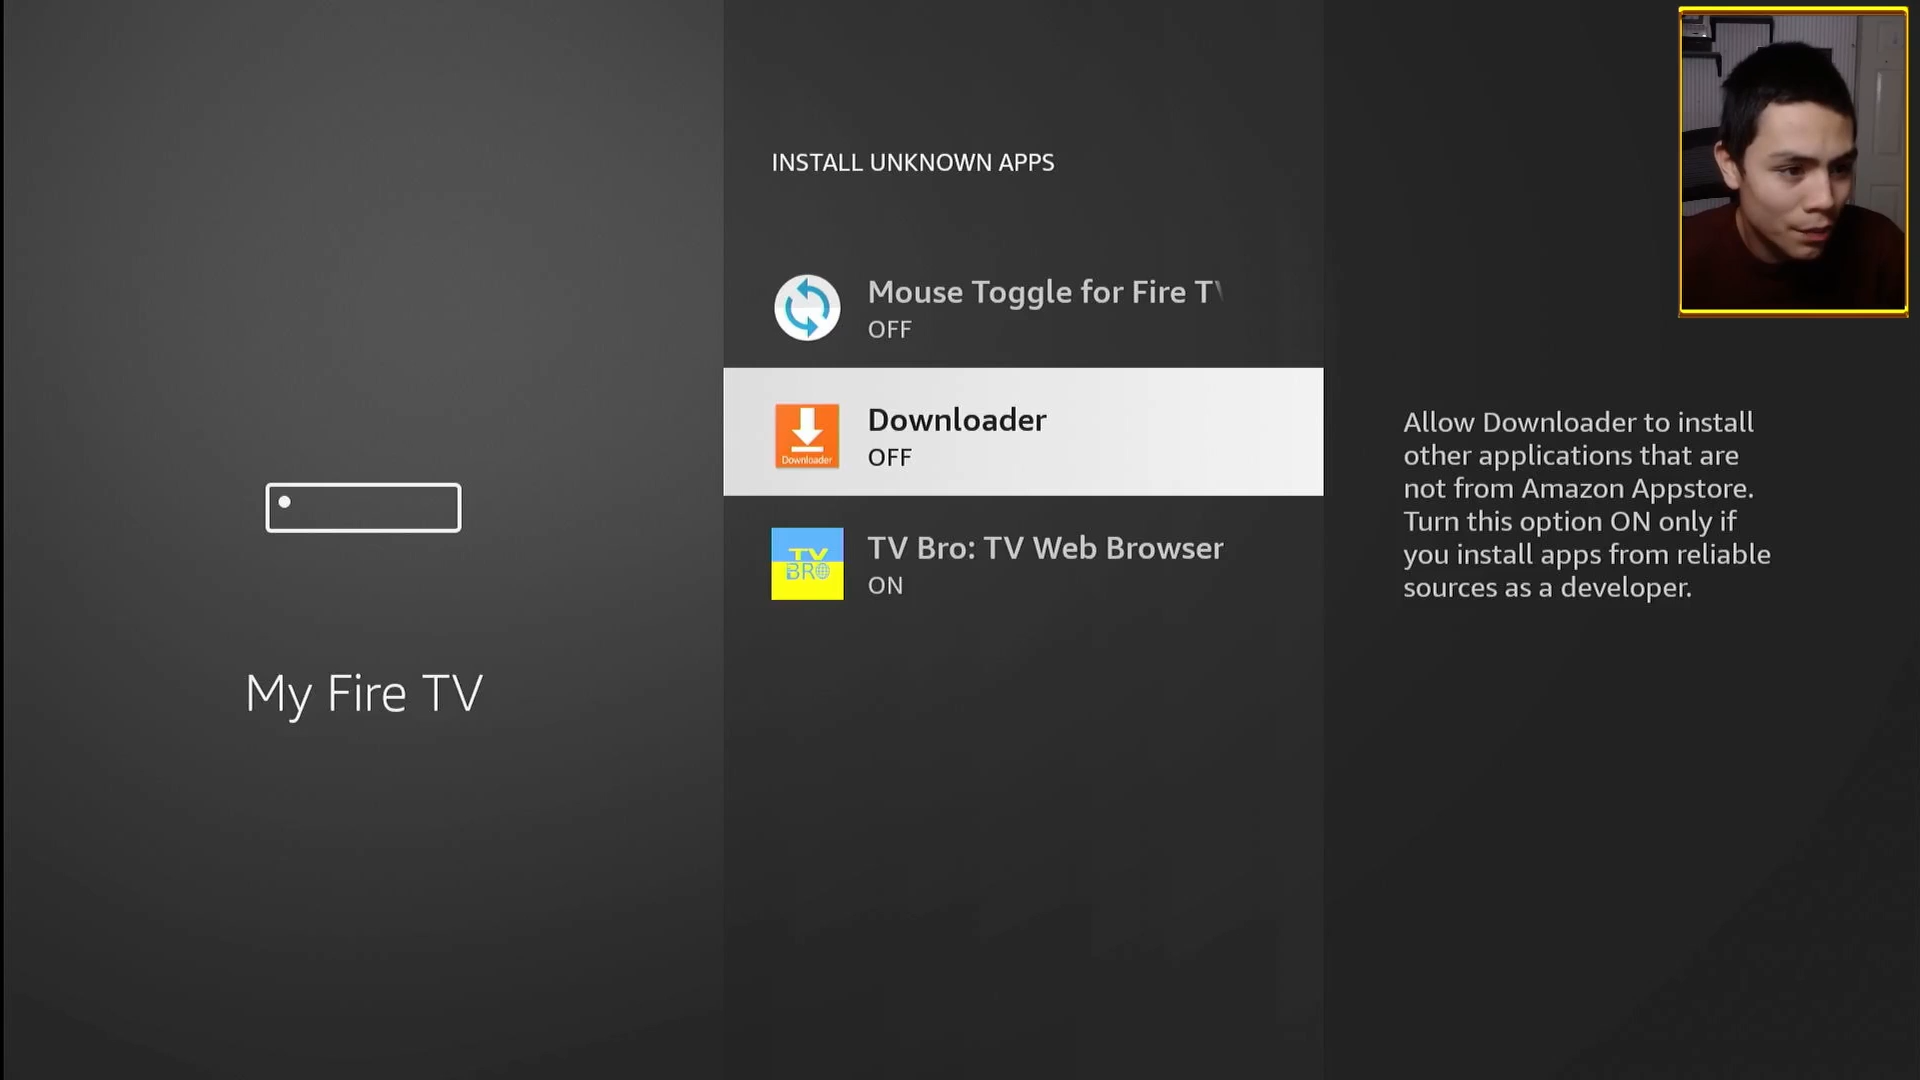 INSTALL UNKNOWN APPS
Mouse Toggle for Fire
OFF
Downloader
Downloader
OFF
TV BRO
TV Bro: TV Web Browser
ON
My Fire TV
Allow Downloader to install
other applications that are
not from Amazon Appstore.
Turn this option ON only if
you install apps from reliable
sources as a developer.